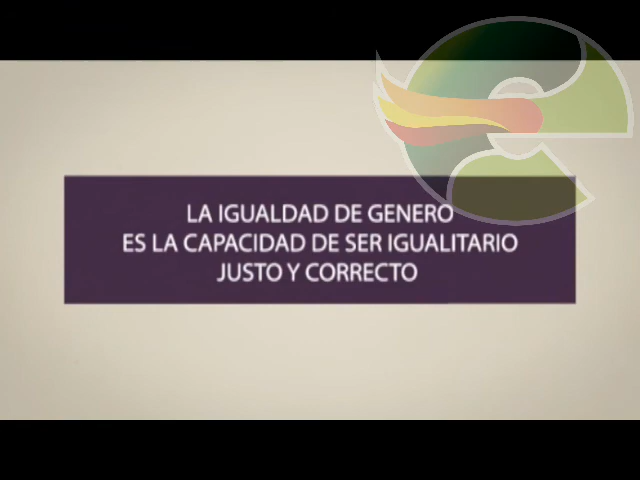 LA IGUALDAD DE GENERO
ES LA CAPACIDAD DE SER IGUALITARIO
JUSTO Y CORRECTO